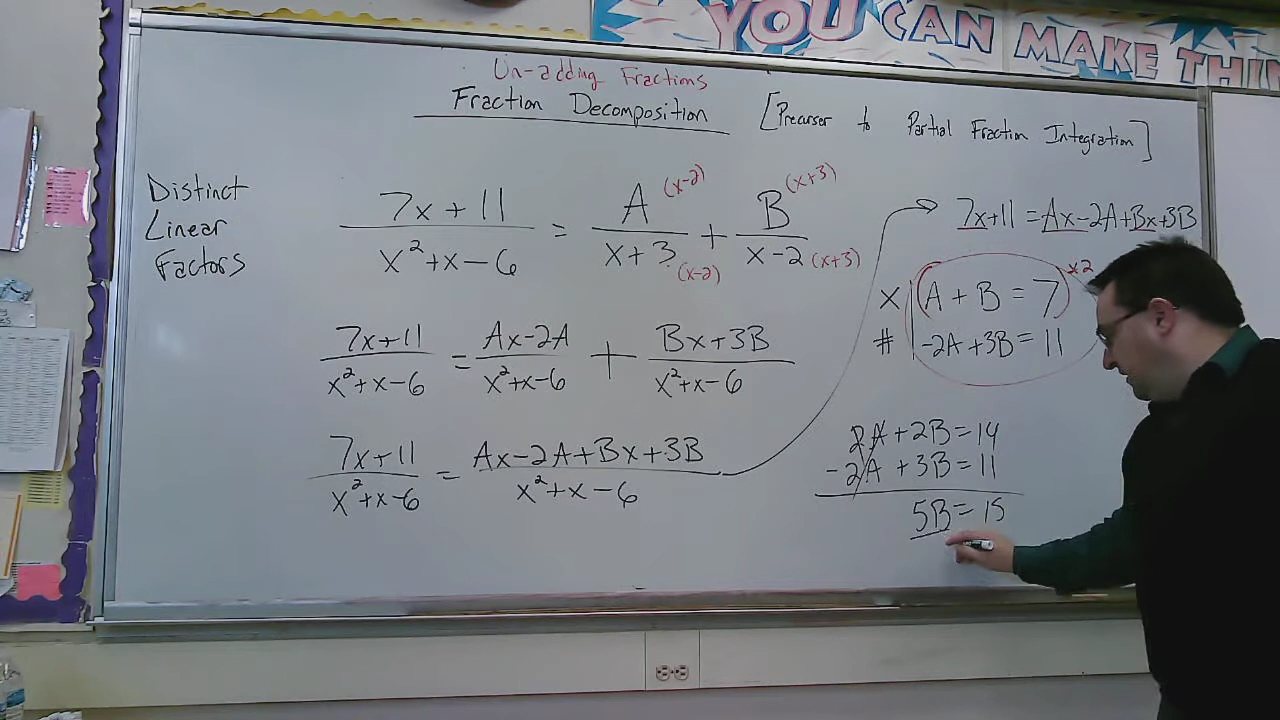 YOU CAN MAKE THIN
Un-adding Fractions
Fraction Decomposition [Precursor to Partial Fraction Integration]
Distinct
Linear
Factors
7x+11 / x²+x-6 = A (x-2) / x+3 (x-2) + B (x+3) / x-2 (x+3)
7x+11 / x²+x-6 = Ax-2A / x²+x-6 + Bx+3B / x²+x-6
7x+11 / x²+x-6 = Ax-2A+Bx+3B / x²+x-6
7x+11 = Ax-2A+Bx+3B
x | (A + B = 7) x2
# | -2A+3B = 11
2A+2B=14
-2A+3B=11
5B=15